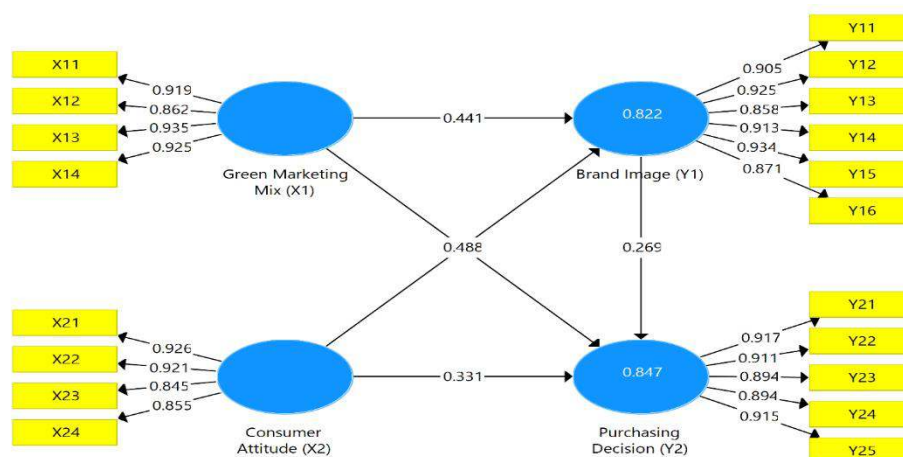 X11
X12
X13
X14
0.919
0.862
0.935
0.925
Green Marketing
Mix (X1)
0.441
0.822
Brand Image (Y1)
0.905
0.925
0.858
0.913
0.934
0.871
Y11
Y12
Y13
Y14
Y15
Y16
0.488
0.269
X21
X22
X23
X24
0.926
0.921
0.845
0.855
Consumer
Attitude (X2)
0.331
0.847
Purchasing
Decision (Y2)
0.917
0.911
0.894
0.894
0.915
Y21
Y22
Y23
Y24
Y25